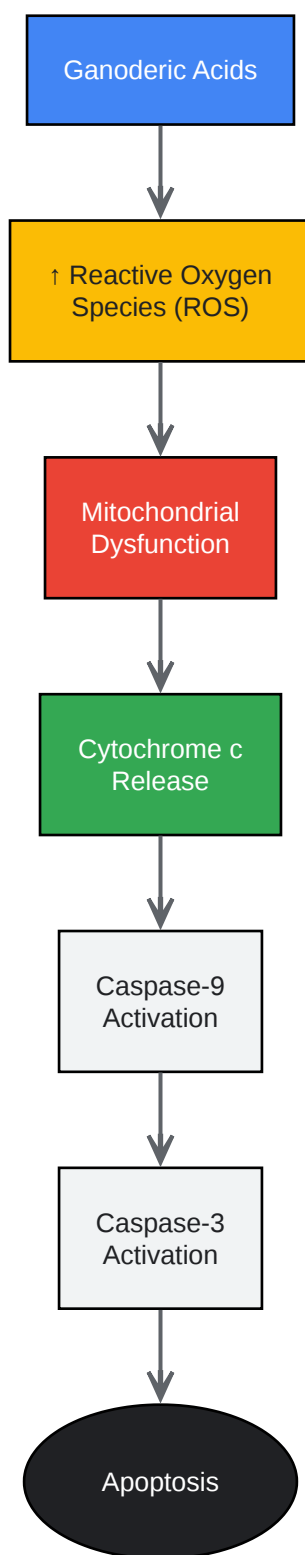 Ganoderic Acids
↑ Reactive Oxygen
Species (ROS)
Mitochondrial
Dysfunction
Cytochrome c
Release
Caspase-9
Activation
Caspase-3
Activation
Apoptosis